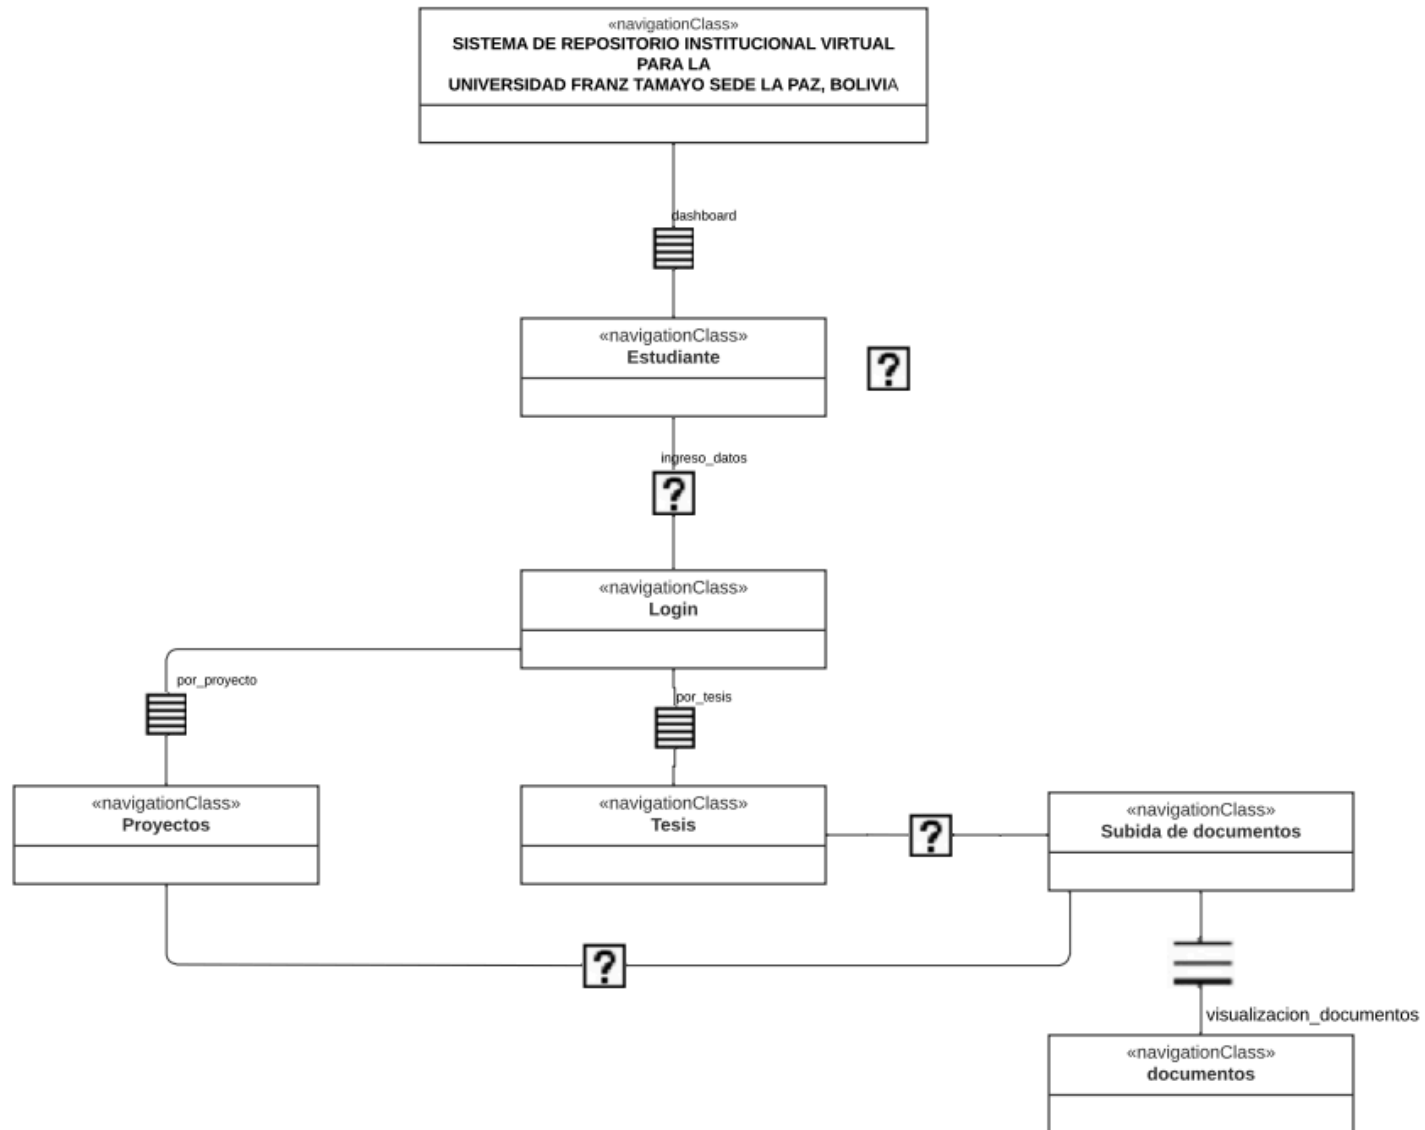 «navigationClass»
SISTEMA DE REPOSITORIO INSTITUCIONAL VIRTUAL
PARA LA
UNIVERSIDAD FRANZ TAMAYO SEDE LA PAZ, BOLIVIA
dashboard
«navigationClass»
Estudiante
?
ingreso_datos
?
«navigationClass»
Login
por_proyecto
por_tesis
«navigationClass»
Proyectos
«navigationClass»
Tesis
?
«navigationClass»
Subida de documentos
?
visualizacion_documentos
«navigationClass»
documentos